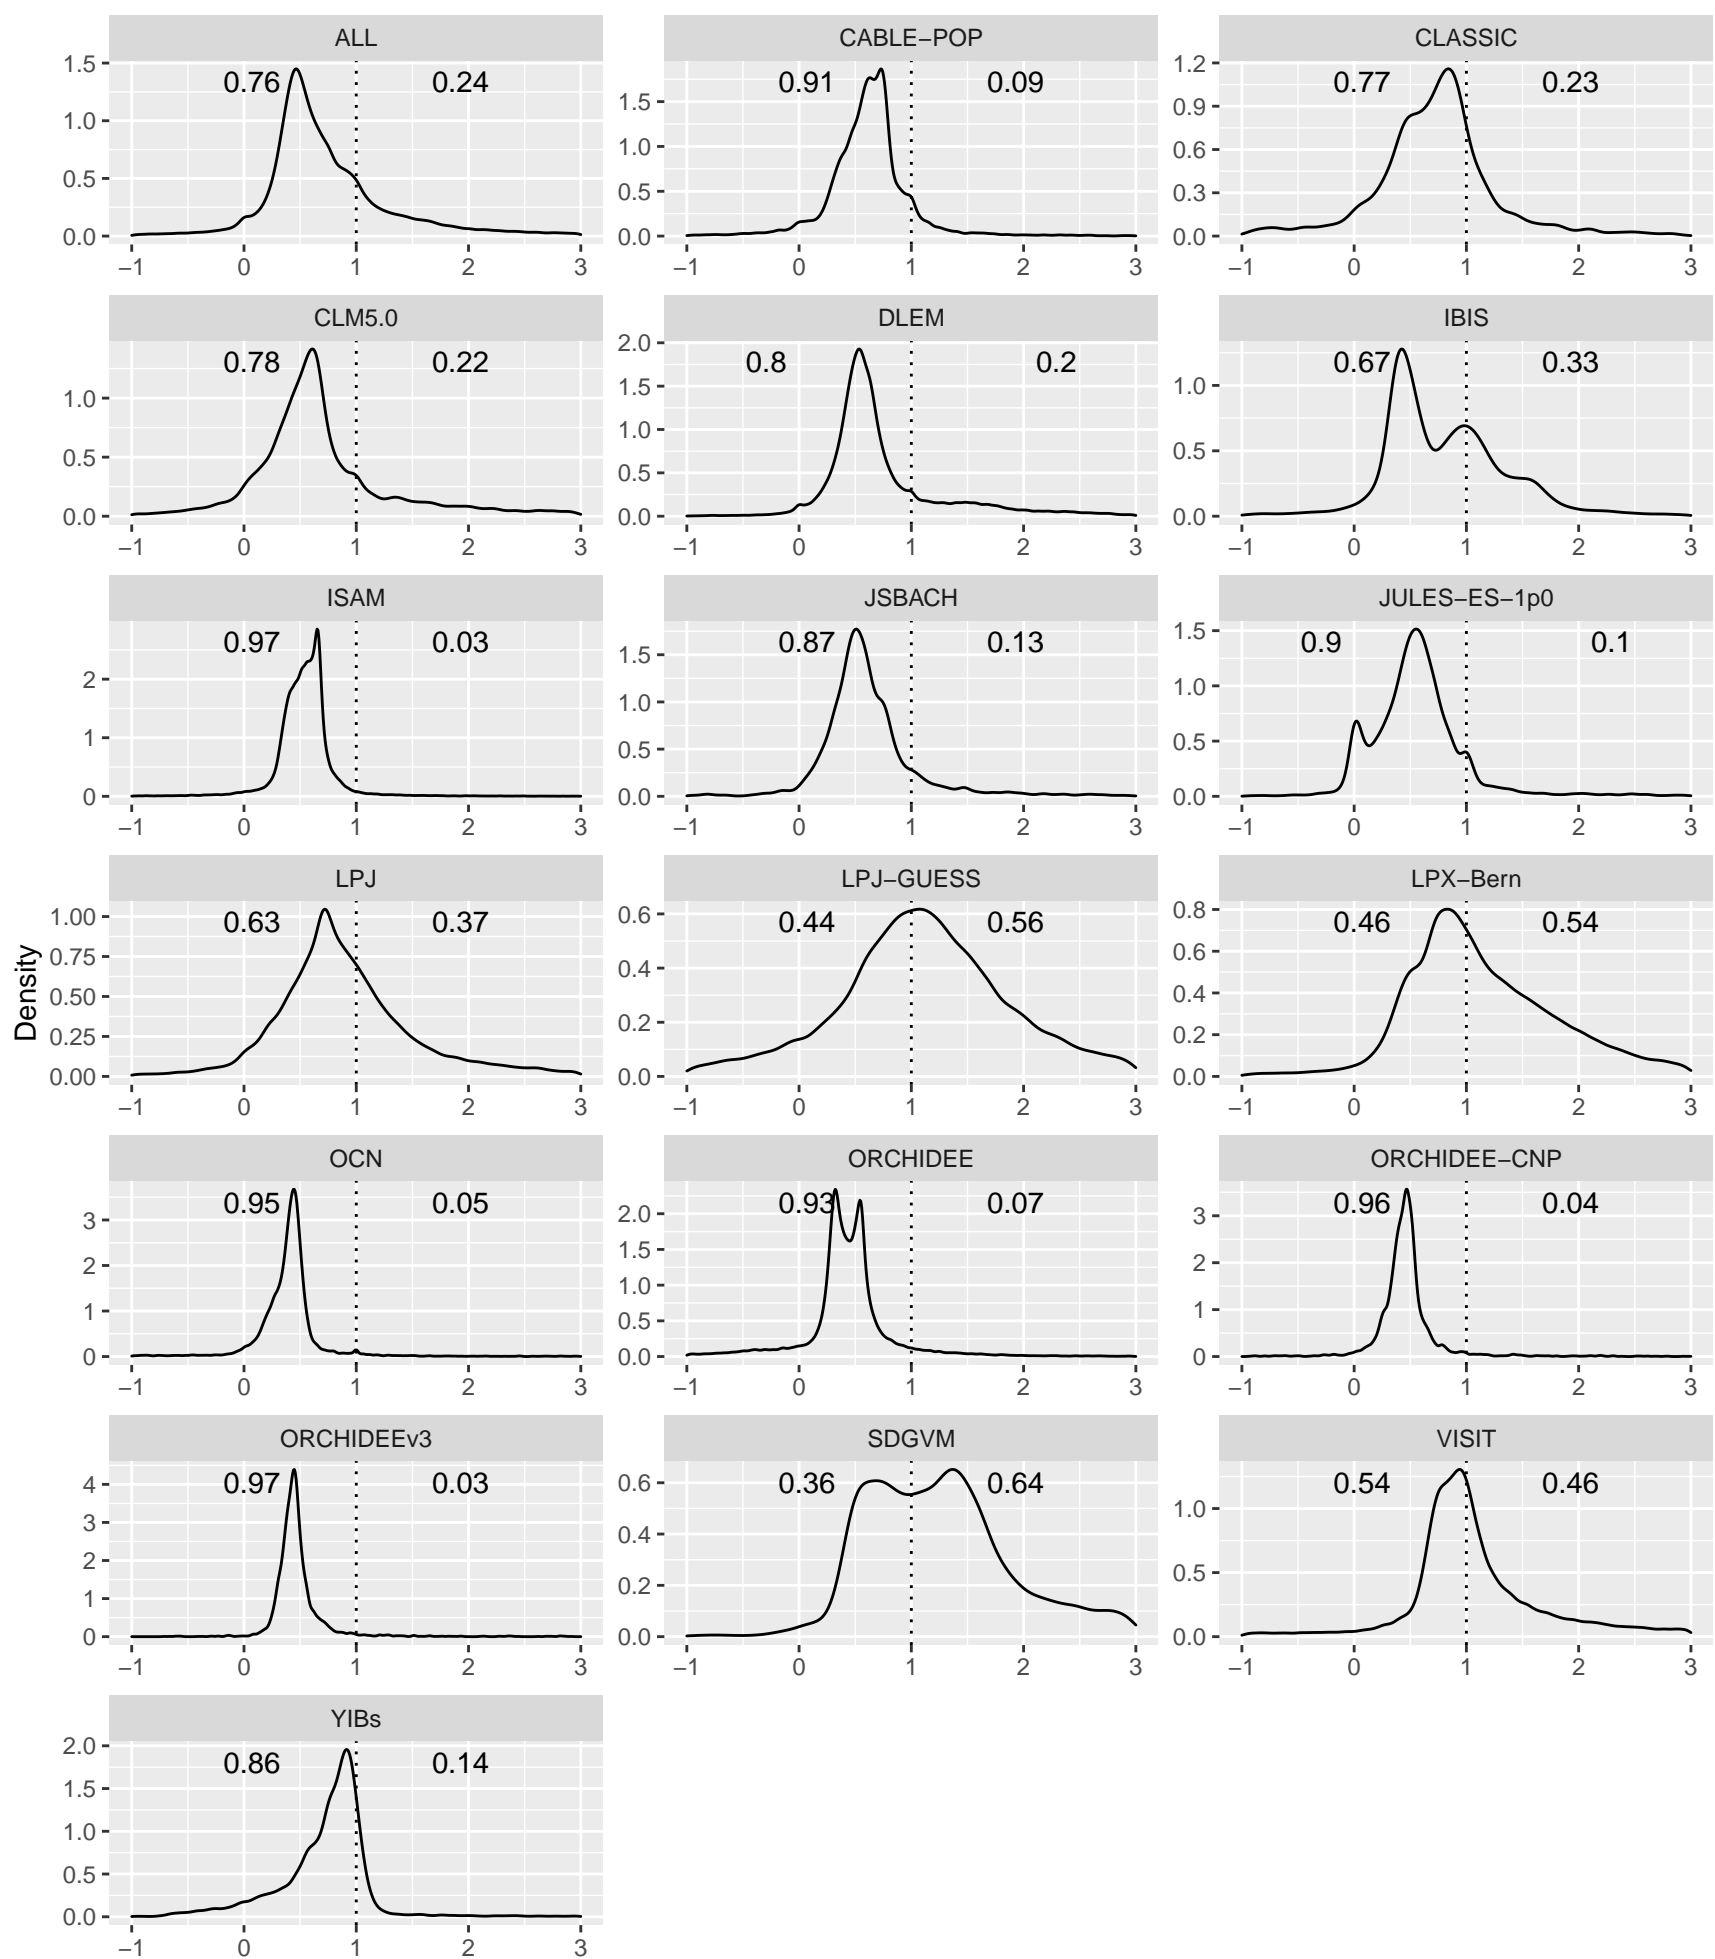 ALL CABLE−POP CLASSIC
1.5 1.0 0.5 0.0 0.76 0.24 1.5 1.0 0.5 0.0 0.91 0.09 1.2 0.9 0.6 0.3 0.0 0.77 0.23
−1 0 1 2 3 −1 0 1 2 3 −1 0 1 2 3
CLM5.0 DLEM IBIS
1.0 0.5 0.0 0.78 0.22 2.0 1.5 1.0 0.5 0.0 0.8 0.2 1.0 0.5 0.0 0.67 0.33
−1 0 1 2 3 −1 0 1 2 3 −1 0 1 2 3
ISAM JSBACH JULES−ES−1p0
2 1 0 0.97 0.03 1.5 1.0 0.5 0.0 0.87 0.13 1.5 1.0 0.5 0.0 0.9 0.1
−1 0 1 2 3 −1 0 1 2 3 −1 0 1 2 3
LPJ LPJ−GUESS LPX−Bern
Density
1.00 0.75 0.50 0.25 0.00 0.63 0.37 0.6 0.4 0.2 0.0 0.44 0.56 0.8 0.6 0.4 0.2 0.0 0.46 0.54
−1 0 1 2 3 −1 0 1 2 3 −1 0 1 2 3
OCN ORCHIDEE ORCHIDEE−CNP
3 2 1 0 0.95 0.05 2.0 1.5 1.0 0.5 0.0 0.93 0.07 3 2 1 0 0.96 0.04
−1 0 1 2 3 −1 0 1 2 3 −1 0 1 2 3
ORCHIDEEv3 SDGVM VISIT
4 3 2 1 0 0.97 0.03 0.6 0.4 0.2 0.0 0.36 0.64 1.0 0.5 0.0 0.54 0.46
−1 0 1 2 3 −1 0 1 2 3 −1 0 1 2 3
YIBs
2.0 1.5 1.0 0.5 0.0 0.86 0.14
−1 0 1 2 3